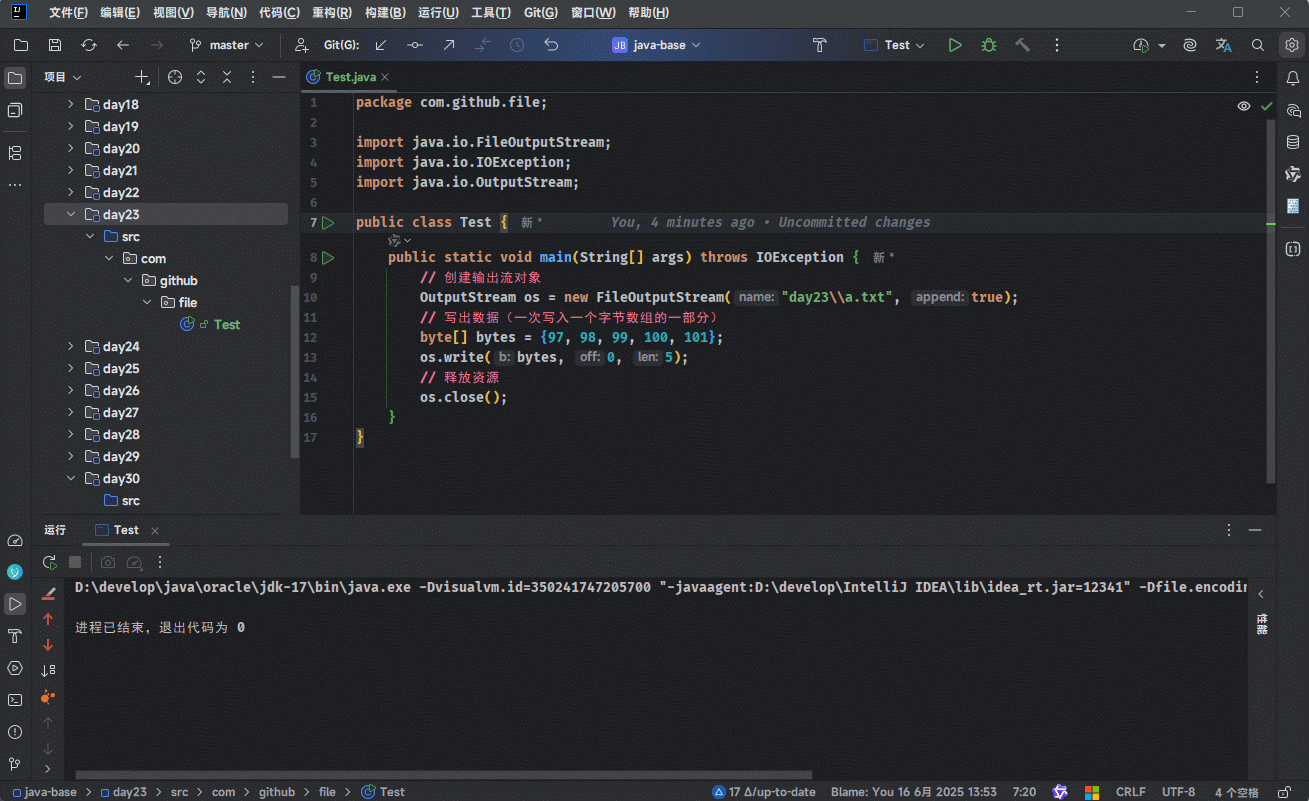 文件(F) 编辑(E) 视图(V) 导航(N) 代码(C) 重构(R) 构建(B) 运行(U) 工具(T) Git(G) 窗口(W) 帮助(H)
master Git(G): JB java-base Test
项目
Test.java
day18
day19
day20
day21
day22
day23
src
com
github
file
Test
day24
day25
day26
day27
day28
day29
day30
src
1 package com.github.file;
2
3 import java.io.FileOutputStream;
4 import java.io.IOException;
5 import java.io.OutputStream;
6
7 public class Test { 新 * You, 4 minutes ago • Uncommitted changes
8 public static void main(String[] args) throws IOException { 新 *
9 // 创建输出流对象
10 OutputStream os = new FileOutputStream( name: "day23\\a.txt", append: true);
11 // 写出数据（一次写入一个字节数组的一部分）
12 byte[] bytes = {97, 98, 99, 100, 101};
13 os.write( b: bytes, off: 0, len: 5);
14 // 释放资源
15 os.close();
16 }
17 }
运行 Test
D:\develop\java\oracle\jdk-17\bin\java.exe -Dvisualvm.id=350241747205700 "-javaagent:D:\develop\IntelliJ IDEA\lib\idea_rt.jar=12341" -Dfile.encodin
进程已结束，退出代码为 0
性能
java-base > day23 > src > com > github > file > Test 17 Δ/up-to-date Blame: You 16 6月 2025 13:53 7:20 CRLF UTF-8 4 个空格